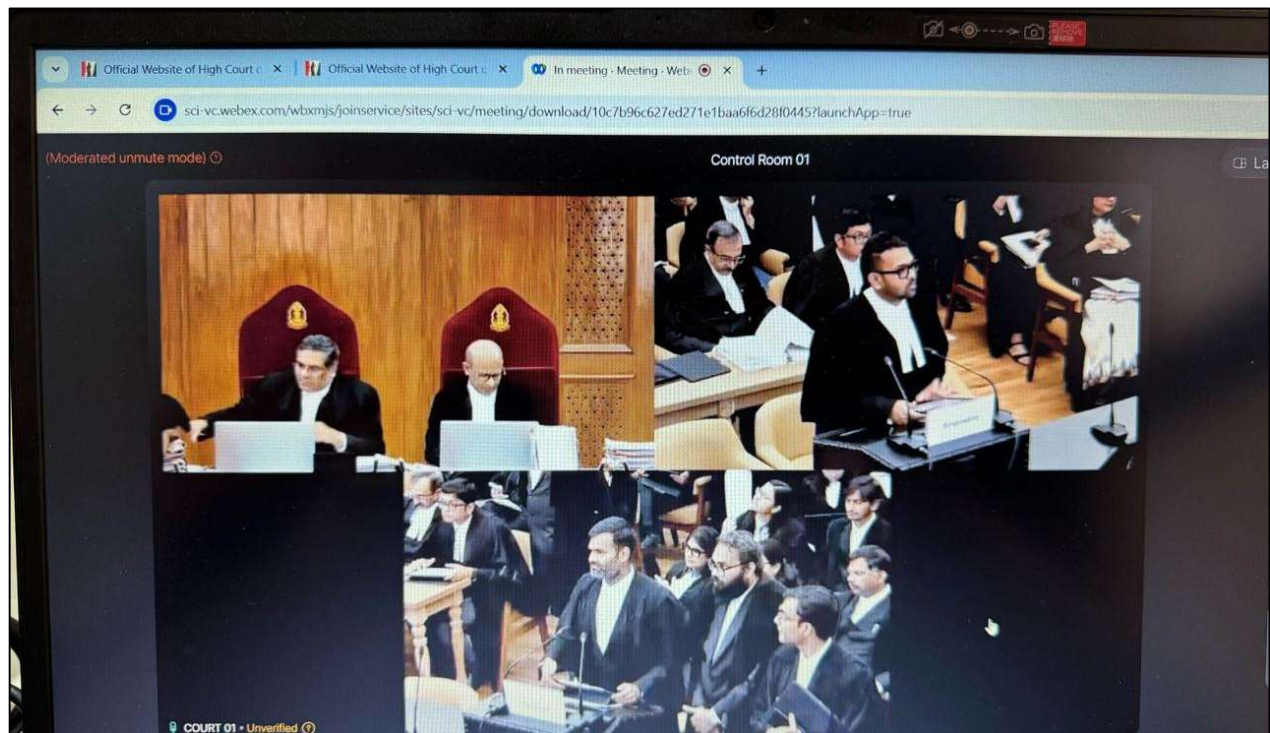 PLEASE
REMOVE
Official Website of High Court c
Official Website of High Court c
In meeting - Meeting - Web
sci-vc.webex.com/wbxmjs/joinservice/sites/sci-vc/meeting/download/10c7b96c627ed271e1baa6f6d28f0445?launchApp=true
(Moderated unmute mode)
Control Room 01
La
COURT 01 • Unverified